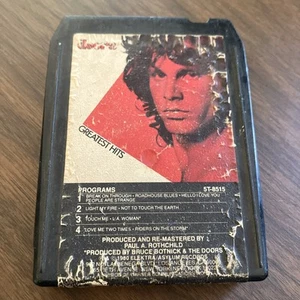 The Doors
GREATEST HITS
PROGRAMS 5T-8515
1 BREAK ON THROUGH • ROADHOUSE BLUES • HELLO I LOVE YOU
PEOPLE ARE STRANGE
2 LIGHT MY FIRE • NOT TO TOUCH THE EARTH
3 TOUCH ME • L.A. WOMAN*
4 LOVE ME TWO TIMES • RIDERS ON THE STORM*
PRODUCED AND RE-MASTERED BY
PAUL A. ROTHCHILD
*PRODUCED BRUCE BOTNICK & THE DOORS
© 1980 ELEKTRA/ASYLUM RECORDS